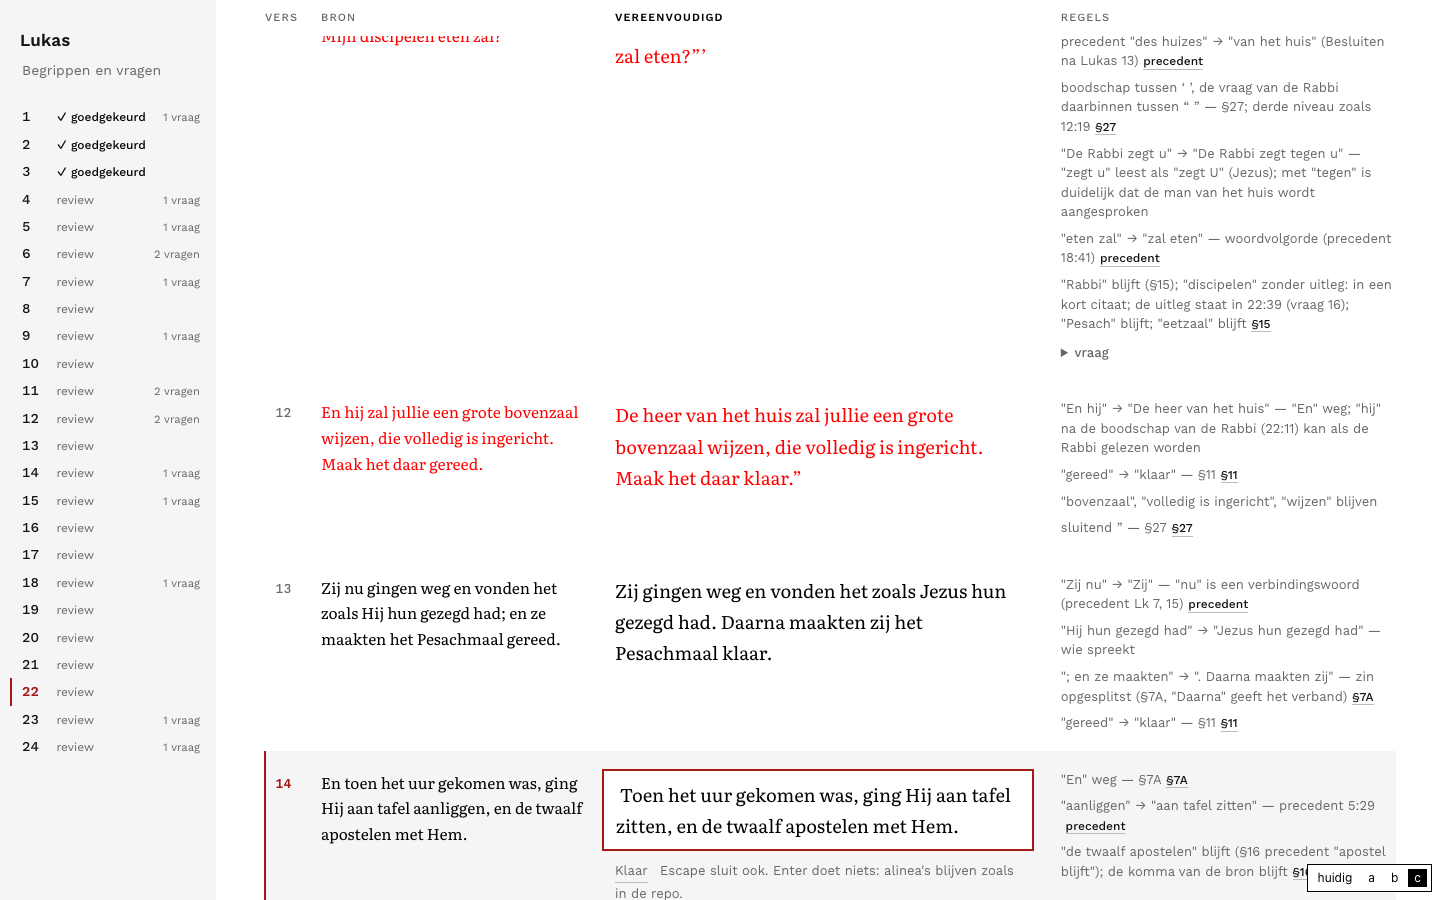 Lukas
Begrippen en vragen
1 ✓ goedgekeurd 1 vraag
2 ✓ goedgekeurd
3 ✓ goedgekeurd
4 review 1 vraag
5 review 1 vraag
6 review 2 vragen
7 review 1 vraag
8 review
9 review 1 vraag
10 review
11 review 2 vragen
12 review 2 vragen
13 review
14 review 1 vraag
15 review 1 vraag
16 review
17 review
18 review 1 vraag
19 review
20 review
21 review
22 review
23 review 1 vraag
24 review 1 vraag
VERS BRON VEREENVOUDIGD REGELS
Mijn discipelen eten zal?
zal eten?”’
precedent "des huizes" → "van het huis" (Besluiten
na Lukas 13) precedent
boodschap tussen ‘ ’, de vraag van de Rabbi
daarbinnen tussen “ ” — §27; derde niveau zoals
12:19 §27
"De Rabbi zegt u" → "De Rabbi zegt tegen u" —
"zegt u" leest als "zegt U" (Jezus); met "tegen" is
duidelijk dat de man van het huis wordt
aangesproken
"eten zal" → "zal eten" — woordvolgorde (precedent
18:41) precedent
"Rabbi" blijft (§15); "discipelen" zonder uitleg: in een
kort citaat; de uitleg staat in 22:39 (vraag 16);
"Pesach" blijft; "eetzaal" blijft §15
▶ vraag
12
En hij zal jullie een grote bovenzaal
wijzen, die volledig is ingericht.
Maak het daar gereed.
De heer van het huis zal jullie een grote
bovenzaal wijzen, die volledig is ingericht.
Maak het daar klaar.”
"En hij" → "De heer van het huis" — "En" weg; "hij"
na de boodschap van de Rabbi (22:11) kan als de
Rabbi gelezen worden
"gereed" → "klaar" — §11 §11
"bovenzaal", "volledig is ingericht", "wijzen" blijven
sluitend ” — §27 §27
13
Zij nu gingen weg en vonden het
zoals Hij hun gezegd had; en ze
maakten het Pesachmaal gereed.
Zij gingen weg en vonden het zoals Jezus hun
gezegd had. Daarna maakten zij het
Pesachmaal klaar.
"Zij nu" → "Zij" — "nu" is een verbindingswoord
(precedent Lk 7, 15) precedent
"Hij hun gezegd had" → "Jezus hun gezegd had" —
wie spreekt
"; en ze maakten" → ". Daarna maakten zij" — zin
opgesplitst (§7A, "Daarna" geeft het verband) §7A
"gereed" → "klaar" — §11 §11
14
En toen het uur gekomen was, ging
Hij aan tafel aanliggen, en de twaalf
apostelen met Hem.
Toen het uur gekomen was, ging Hij aan tafel
zitten, en de twaalf apostelen met Hem.
Klaar Escape sluit ook. Enter doet niets: alinea's blijven zoals
in de repo.
"En" weg — §7A §7A
"aanliggen" → "aan tafel zitten" — precedent 5:29
precedent
"de twaalf apostelen" blijft (§16 precedent "apostel
blijft"); de komma van de bron blijft
huidig a b c